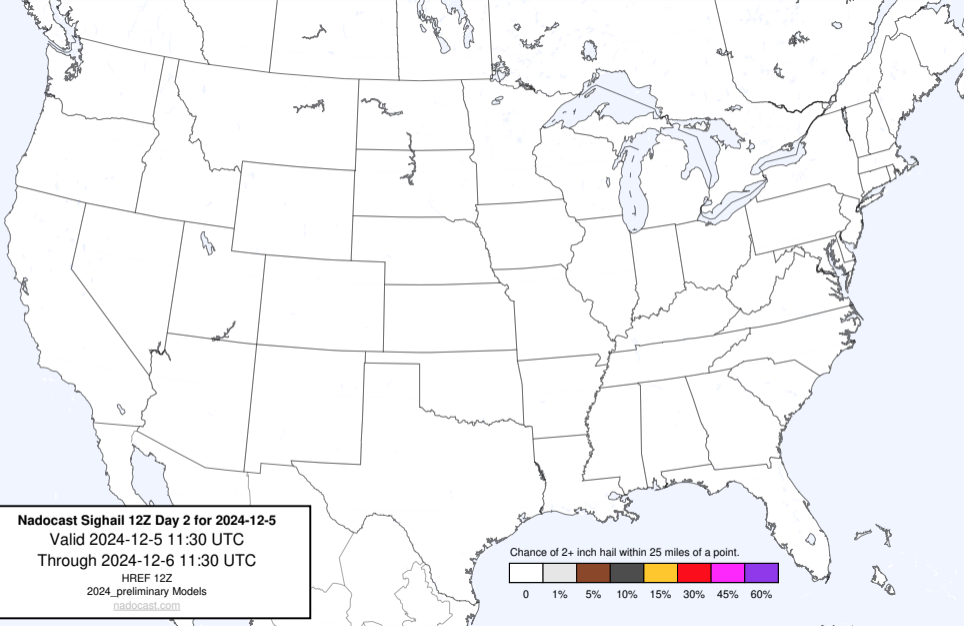 Nadocast Sighail 12Z Day 2 for 2024-12-5
Valid 2024-12-5 11:30 UTC
Through 2024-12-6 11:30 UTC
HREF 12Z
2024_preliminary Models
nadocast.com
Chance of 2+ inch hail within 25 miles of a point.
0 1% 5% 10% 15% 30% 45% 60%